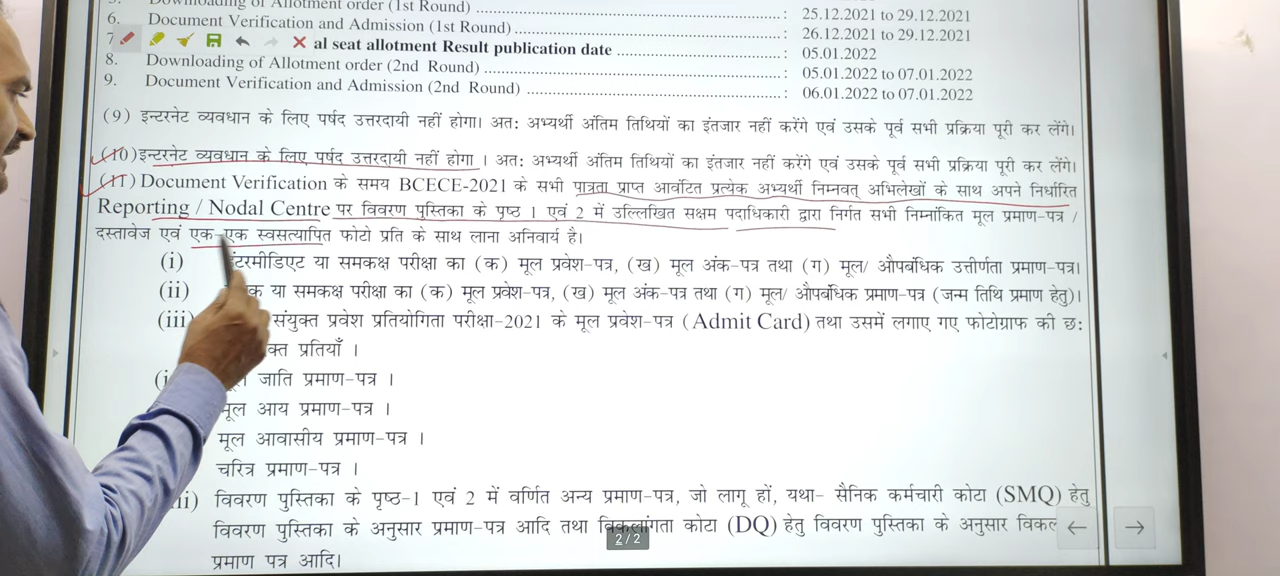 Downloading of Allotment order (1st Round) ........ : 25.12.2021 to 29.12.2021
6. Document Verification and Admission (1st Round) ........ : 26.12.2021 to 29.12.2021
7 al seat allotment Result publication date ........ : 05.01.2022
8. Downloading of Allotment order (2nd Round) ........ : 05.01.2022 to 07.01.2022
9. Document Verification and Admission (2nd Round) ........ : 06.01.2022 to 07.01.2022
(9) इन्टरनेट व्यवधान के लिए पर्षद उत्तरदायी नहीं होगा। अतः अभ्यर्थी अंतिम तिथियों का इंतजार नहीं करेंगे एवं उसके पूर्व सभी प्रक्रिया पूरी कर लेंगे।
(10) इन्टरनेट व्यवधान के लिए पर्षद उत्तरदायी नहीं होगा । अतः अभ्यर्थी अंतिम तिथियों का इंतजार नहीं करेंगे एवं उसके पूर्व सभी प्रक्रिया पूरी कर लेंगे।
(11) Document Verification के समय BCECE-2021 के सभी पात्रता प्राप्त आवंटित प्रत्येक अभ्यर्थी निम्नवत् अभिलेखों के साथ अपने निर्धारित
Reporting / Nodal Centre पर विवरण पुस्तिका के पृष्ठ 1 एवं 2 में उल्लिखित सक्षम पदाधिकारी द्वारा निर्गत सभी निम्नांकित मूल प्रमाण-पत्र /
दस्तावेज एवं एक-एक स्वसत्यापित फोटो प्रति के साथ लाना अनिवार्य है।
(i) इंटरमीडिएट या समकक्ष परीक्षा का (क) मूल प्रवेश-पत्र, (ख) मूल अंक-पत्र तथा (ग) मूल/ औपबंधिक उत्तीर्णता प्रमाण-पत्र।
(ii) क या समकक्ष परीक्षा का (क) मूल प्रवेश-पत्र, (ख) मूल अंक-पत्र तथा (ग) मूल/ औपबंधिक प्रमाण-पत्र (जन्म तिथि प्रमाण हेतु)।
(iii) संयुक्त प्रवेश प्रतियोगिता परीक्षा-2021 के मूल प्रवेश-पत्र (Admit Card) तथा उसमें लगाए गए फोटोग्राफ की छः
क्त प्रतियाँ ।
(i जाति प्रमाण-पत्र ।
मूल आय प्रमाण-पत्र ।
मूल आवासीय प्रमाण-पत्र ।
चरित्र प्रमाण-पत्र ।
ii) विवरण पुस्तिका के पृष्ठ-1 एवं 2 में वर्णित अन्य प्रमाण-पत्र, जो लागू हों, यथा- सैनिक कर्मचारी कोटा (SMQ) हेतु
विवरण पुस्तिका के अनुसार प्रमाण-पत्र आदि तथा विकलांगता कोटा (DQ) हेतु विवरण पुस्तिका के अनुसार विकल
प्रमाण पत्र आदि।
2/2